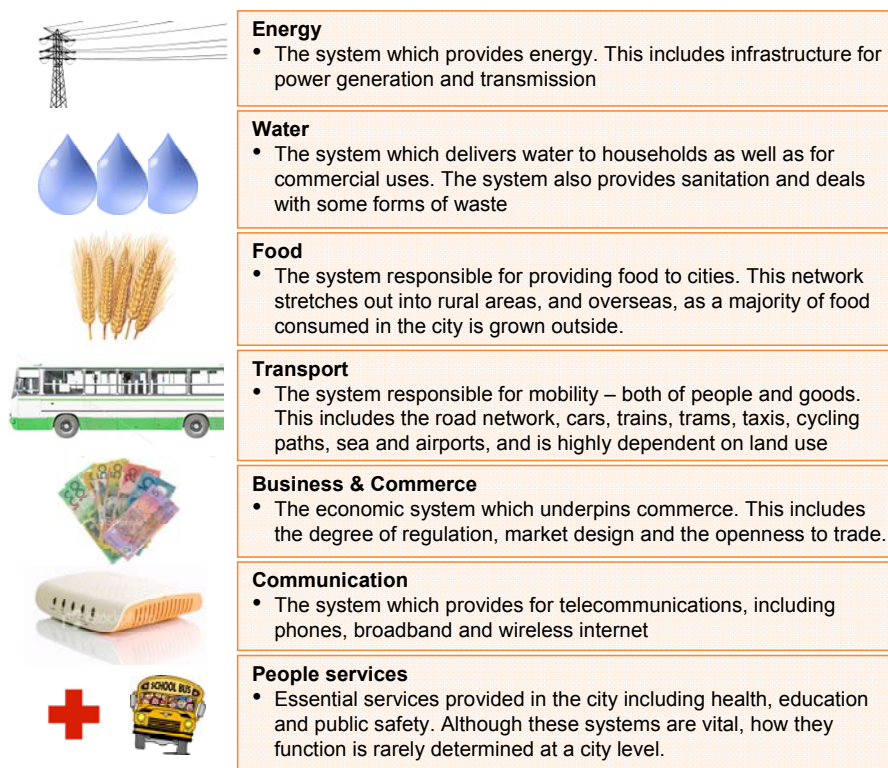 Energy
• The system which provides energy. This includes infrastructure for
power generation and transmission
Water
• The system which delivers water to households as well as for
commercial uses. The system also provides sanitation and deals
with some forms of waste
Food
• The system responsible for providing food to cities. This network
stretches out into rural areas, and overseas, as a majority of food
consumed in the city is grown outside.
Transport
• The system responsible for mobility – both of people and goods.
This includes the road network, cars, trains, trams, taxis, cycling
paths, sea and airports, and is highly dependent on land use
Business & Commerce
• The economic system which underpins commerce. This includes
the degree of regulation, market design and the openness to trade.
Communication
• The system which provides for telecommunications, including
phones, broadband and wireless internet
SCHOOL BUS
People services
• Essential services provided in the city including health, education
and public safety. Although these systems are vital, how they
function is rarely determined at a city level.